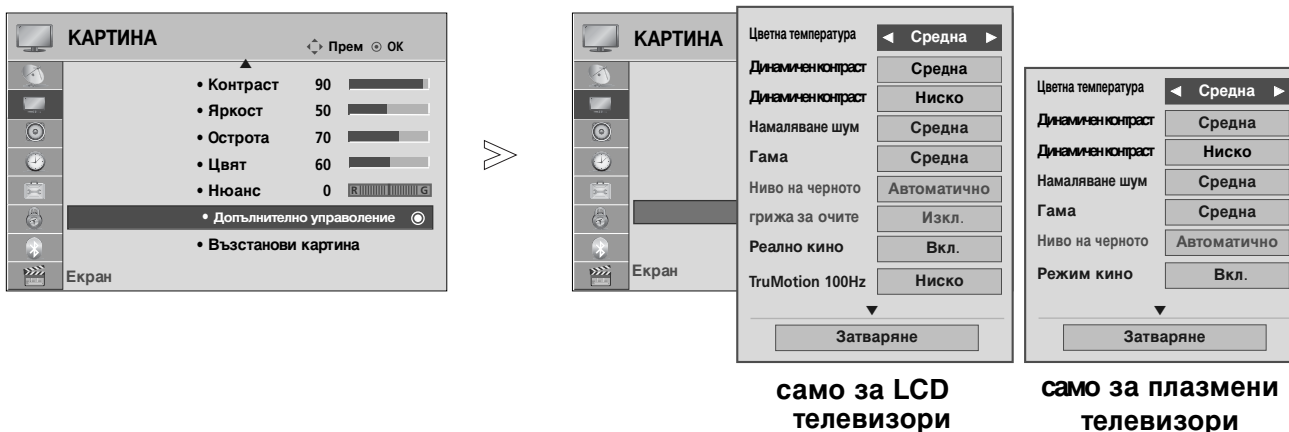 КАРТИНА
Прем ОК
• Контраст 90
• Яркост 50
• Острота 70
• Цвят 60
• Нюанс 0 R G
• Допълнително управоление
• Възстанови картина
Екран
КАРТИНА
Екран
Цветна температура ◀ Средна ▶
Динамичен контраст Средна
Динамичен контраст Ниско
Намаляване шум Средна
Гама Средна
Ниво на черното Автоматично
грижа за очите Изкл.
Реално кино Вкл.
TruMotion 100Hz Ниско
▼
Затваряне
само за LCD
телевизори
Цветна температура ◀ Средна ▶
Динамичен контраст Средна
Динамичен контраст Ниско
Намаляване шум Средна
Гама Средна
Ниво на черното Автоматично
Режим кино Вкл.
▼
Затваряне
само за плазмени
телевизори